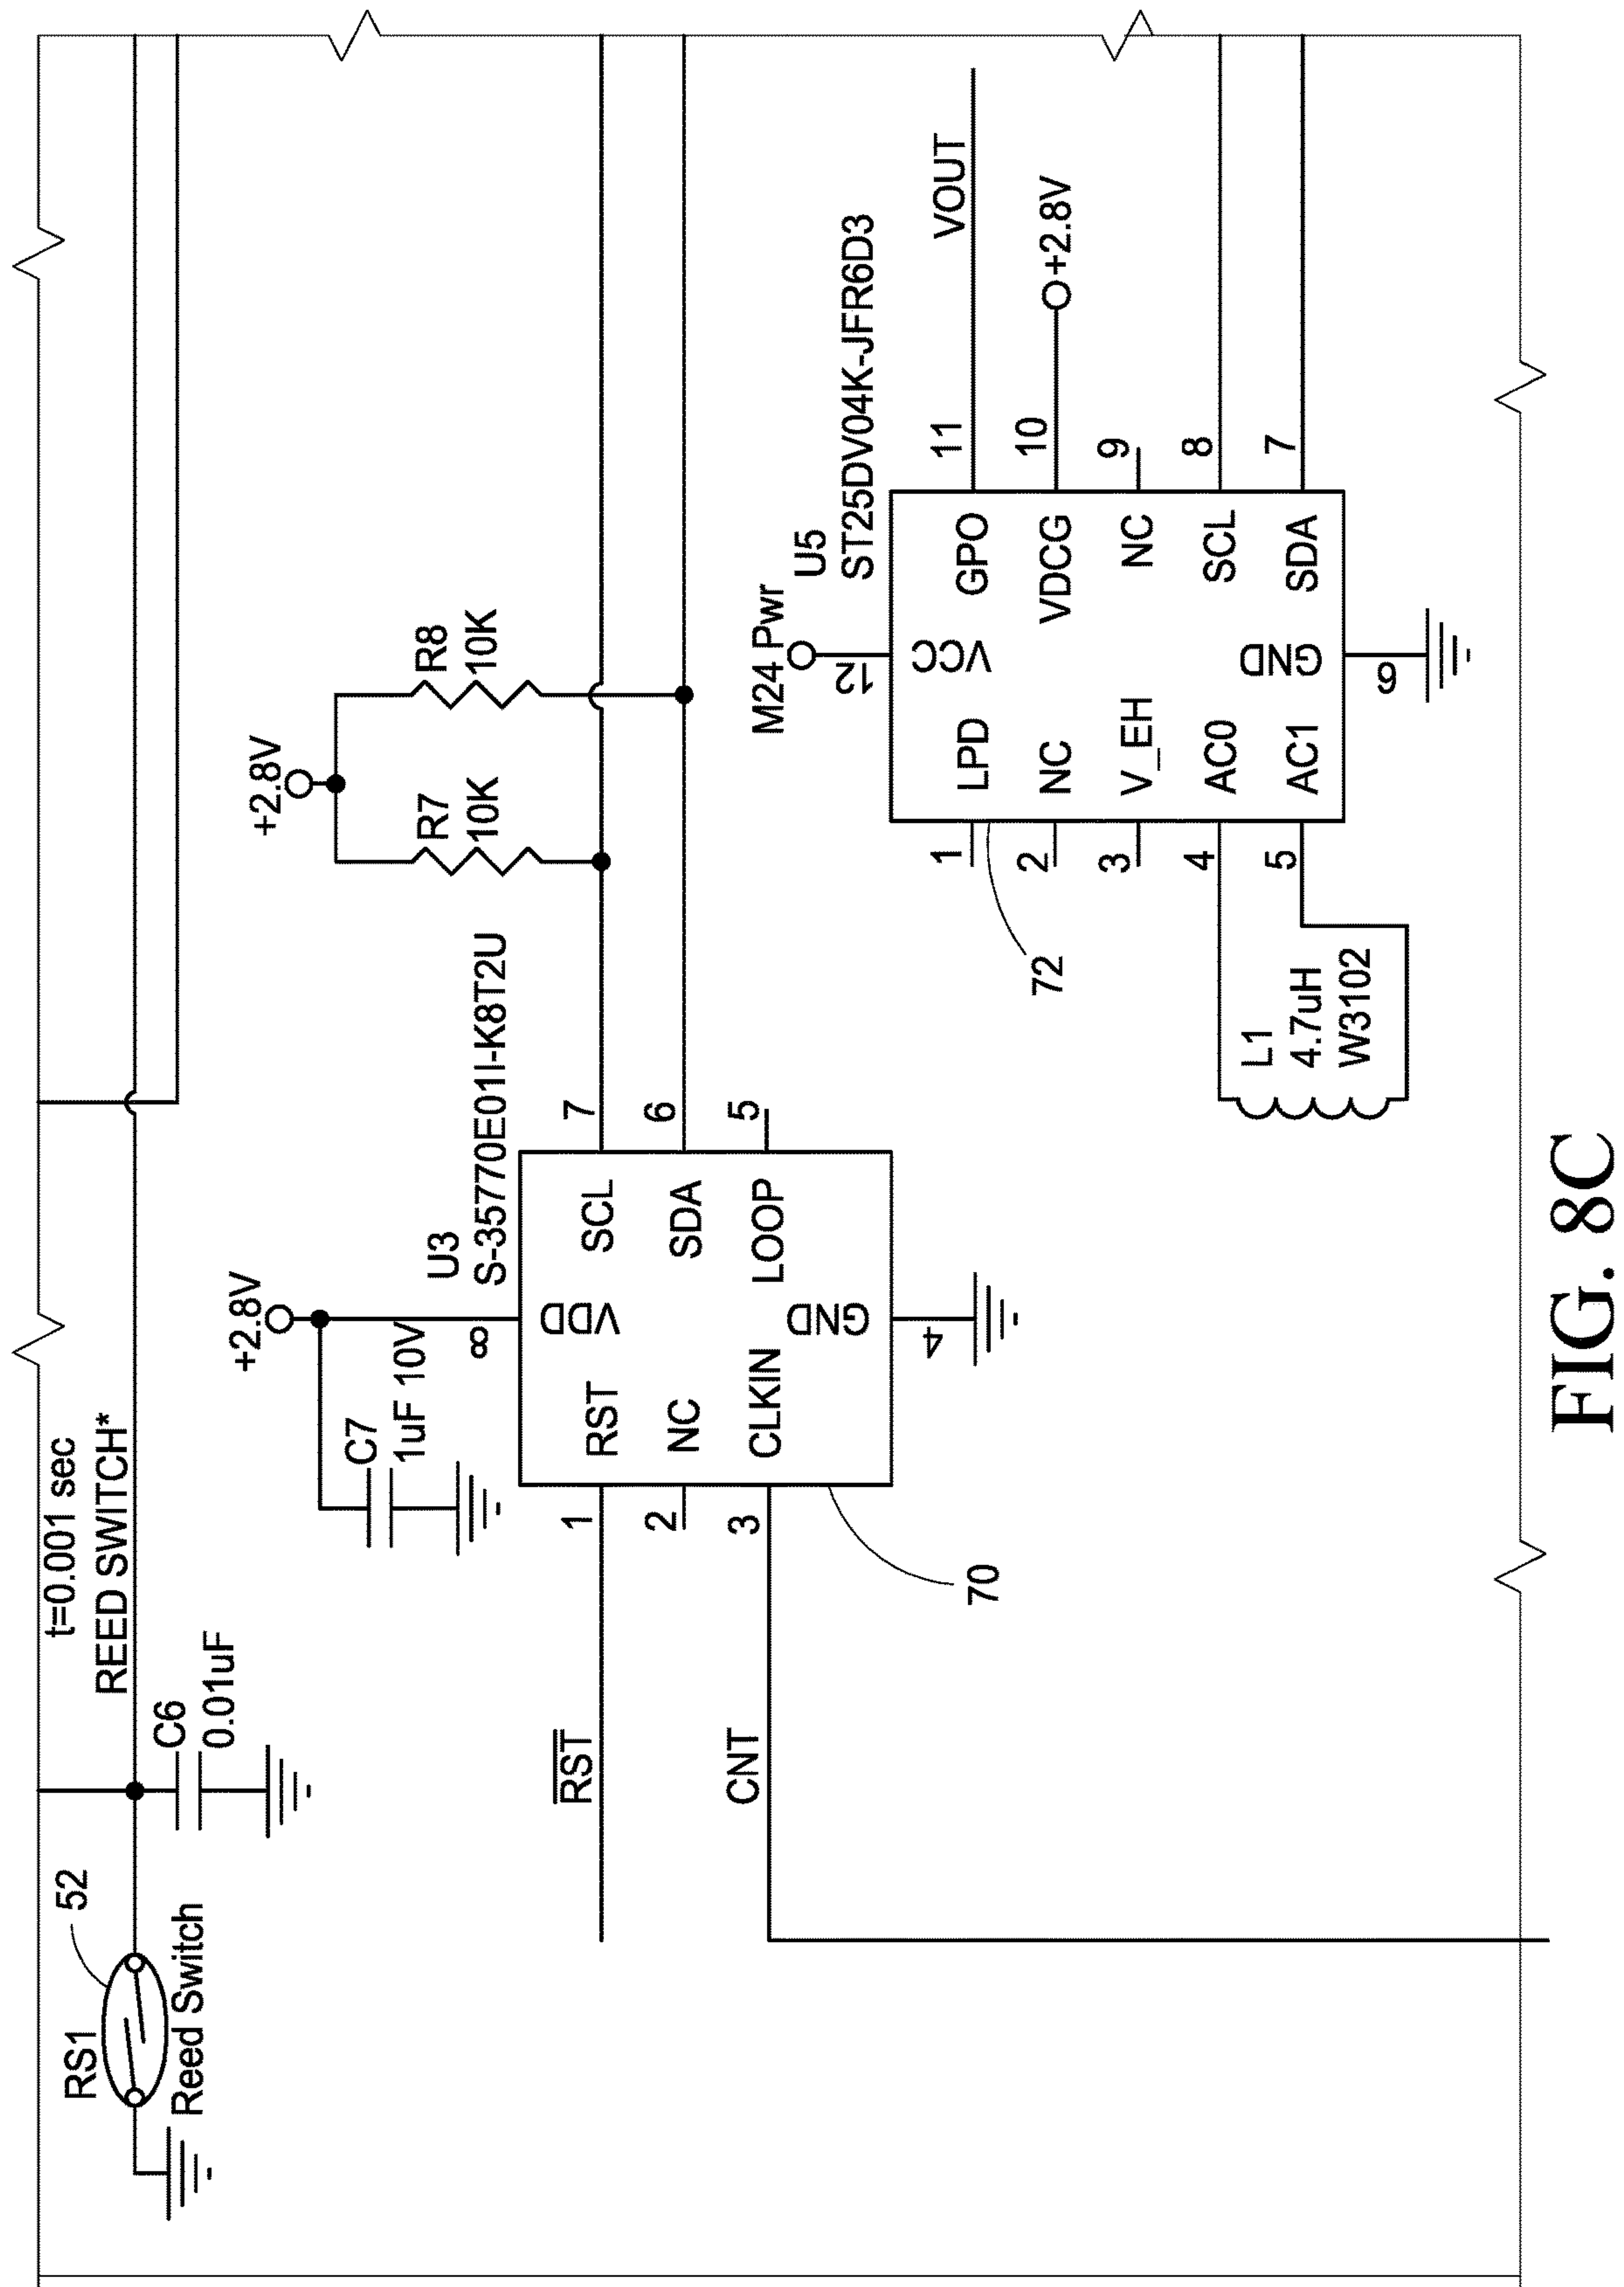 t=0.001 sec
REED SWITCH*
RS1
52
Reed Switch
C6
0.01uF
+2.8V
C7
1uF 10V
U3
S-35770E01I-K8T2U
8
VDD
RST
1
RST
SCL
7
NC
2
SDA
6
CNT
3
CLKIN
LOOP
5
GND
4
70
+2.8V
R7
10K
R8
10K
M24 Pwr
U5
ST25DV04K-JFR6D3
12
VCC
1
LPD
GPO
11
VOUT
2
NC
VDCG
10
+2.8V
3
V_EH
NC
9
4
AC0
SCL
8
5
AC1
SDA
7
GND
6
72
L1
4.7uH
W3102
FIG. 8C